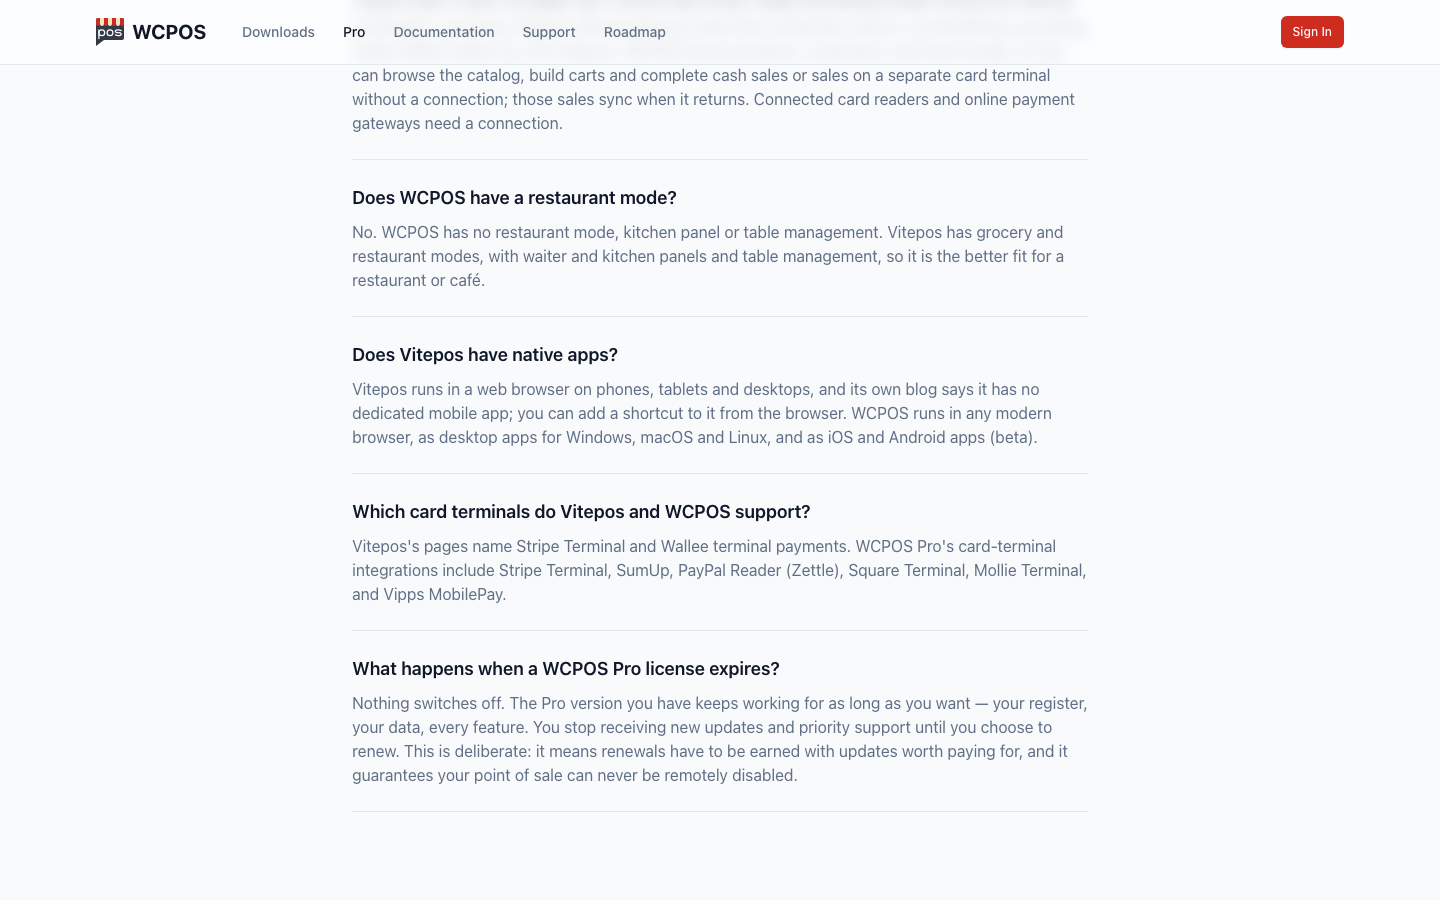 pos WCPOS Downloads Pro Documentation Support Roadmap Sign In
can browse the catalog, build carts and complete cash sales or sales on a separate card terminal
without a connection; those sales sync when it returns. Connected card readers and online payment
gateways need a connection.
Does WCPOS have a restaurant mode?
No. WCPOS has no restaurant mode, kitchen panel or table management. Vitepos has grocery and
restaurant modes, with waiter and kitchen panels and table management, so it is the better fit for a
restaurant or café.
Does Vitepos have native apps?
Vitepos runs in a web browser on phones, tablets and desktops, and its own blog says it has no
dedicated mobile app; you can add a shortcut to it from the browser. WCPOS runs in any modern
browser, as desktop apps for Windows, macOS and Linux, and as iOS and Android apps (beta).
Which card terminals do Vitepos and WCPOS support?
Vitepos's pages name Stripe Terminal and Wallee terminal payments. WCPOS Pro's card-terminal
integrations include Stripe Terminal, SumUp, PayPal Reader (Zettle), Square Terminal, Mollie Terminal,
and Vipps MobilePay.
What happens when a WCPOS Pro license expires?
Nothing switches off. The Pro version you have keeps working for as long as you want — your register,
your data, every feature. You stop receiving new updates and priority support until you choose to
renew. This is deliberate: it means renewals have to be earned with updates worth paying for, and it
guarantees your point of sale can never be remotely disabled.